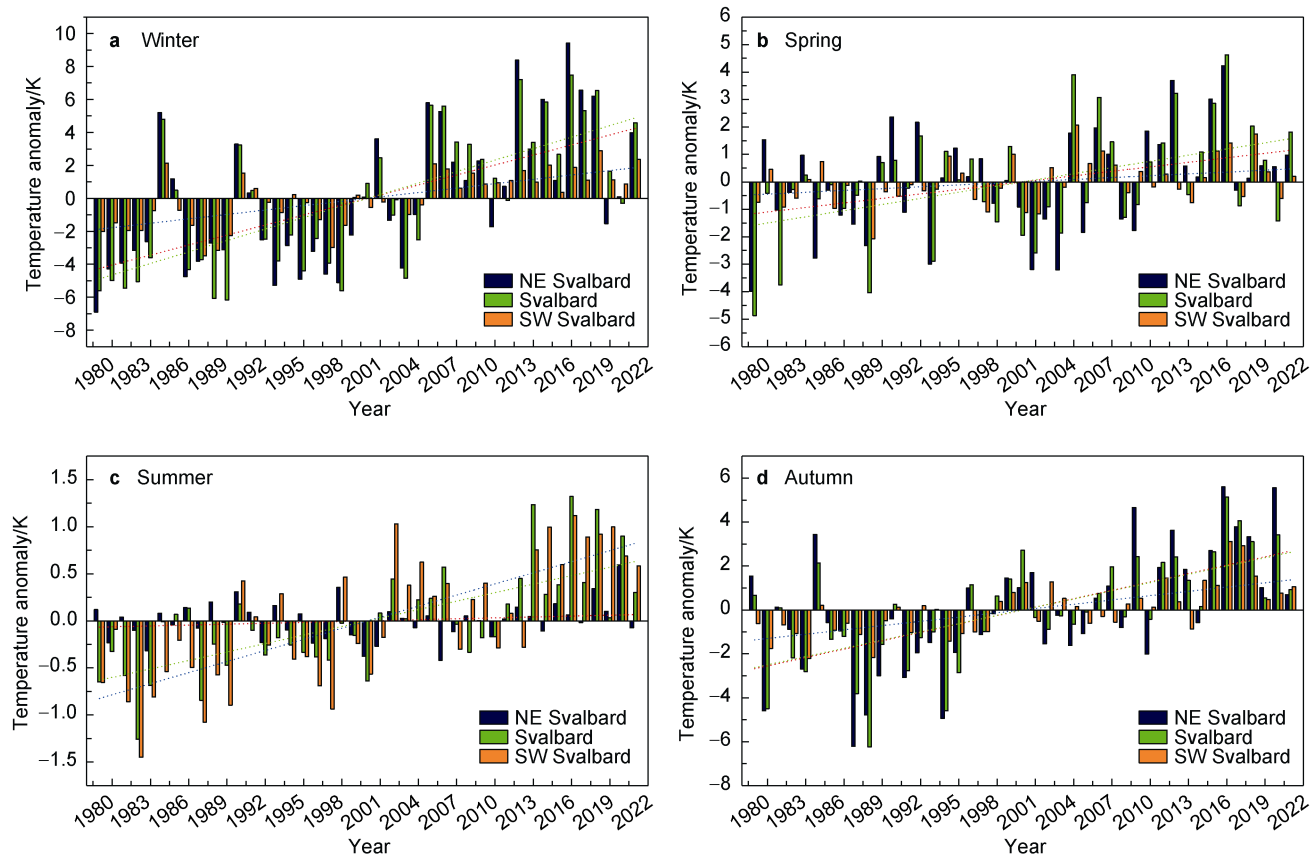 a Winter
Temperature anomaly/K
10
8
6
4
2
0
−2
−4
−6
−8
NE Svalbard
Svalbard
SW Svalbard
1980 1983 1986 1989 1992 1995 1998 2001 2004 2007 2010 2013 2016 2019 2022
Year
b Spring
Temperature anomaly/K
6
5
4
3
2
1
0
−1
−2
−3
−4
−5
−6
NE Svalbard
Svalbard
SW Svalbard
1980 1983 1986 1989 1992 1995 1998 2001 2004 2007 2010 2013 2016 2019 2022
Year
c Summer
Temperature anomaly/K
1.5
1.0
0.5
0.0
−0.5
−1.0
−1.5
NE Svalbard
Svalbard
SW Svalbard
1980 1983 1986 1989 1992 1995 1998 2001 2004 2007 2010 2013 2016 2019 2022
Year
d Autumn
Temperature anomaly/K
6
4
2
0
−2
−4
−6
−8
NE Svalbard
Svalbard
SW Svalbard
1980 1983 1986 1989 1992 1995 1998 2001 2004 2007 2010 2013 2016 2019 2022
Year